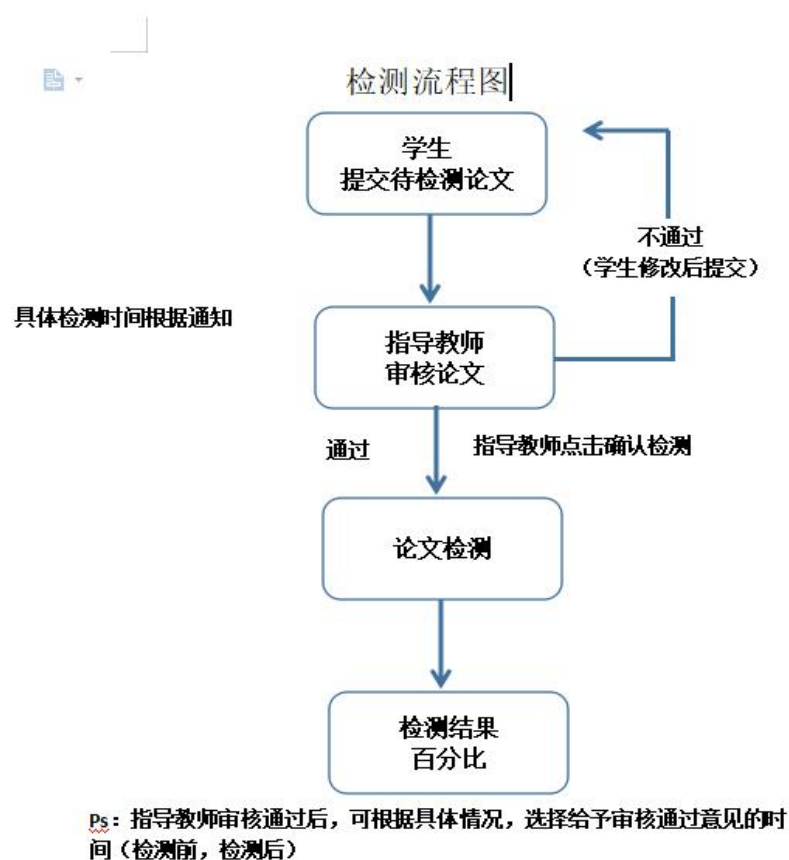 检测流程图
学生
提交待检测论文
不通过
（学生修改后提交）
具体检测时间根据通知
指导教师
审核论文
通过
指导教师点击确认检测
论文检测
检测结果
百分比
Ps：指导教师审核通过后，可根据具体情况，选择给予审核通过意见的时
间（检测前，检测后）